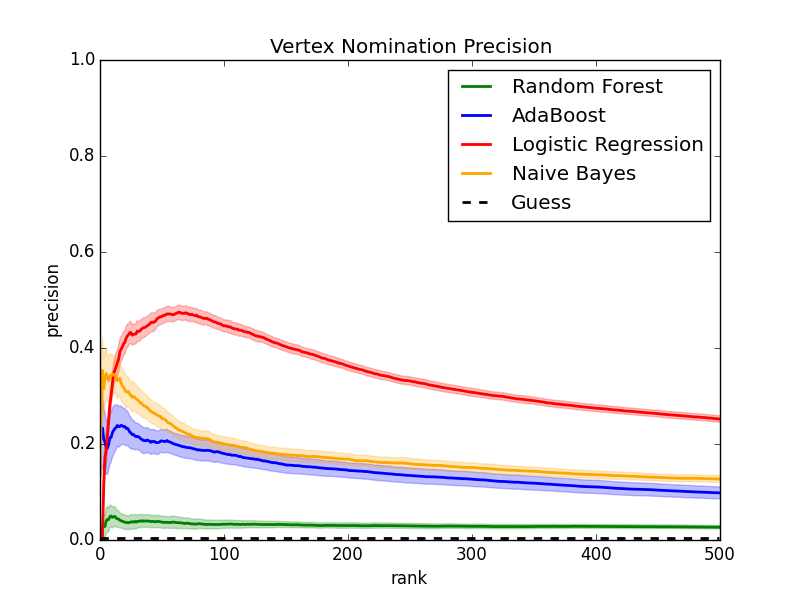 Vertex Nomination Precision
1.0
0.8
0.6
0.4
0.2
0.0
precision
Random Forest
AdaBoost
Logistic Regression
Naive Bayes
Guess
0 100 200 300 400 500
rank